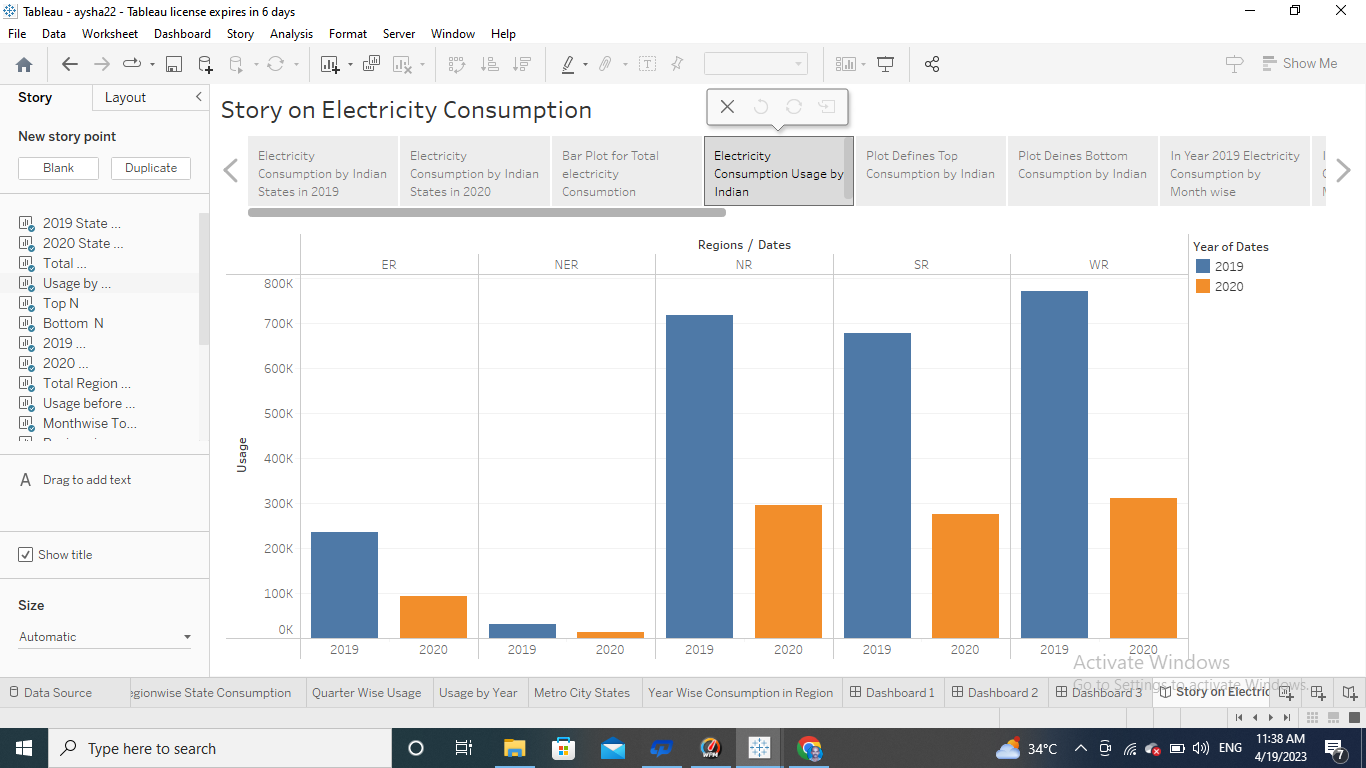 Tableau - aysha22 - Tableau license expires in 6 days
File Data Worksheet Dashboard Story Analysis Format Server Window Help
Show Me
Story Layout
New story point
Blank Duplicate
2019 State ...
2020 State ...
Total ...
Usage by ...
Top N
Bottom N
2019 ...
2020 ...
Total Region ...
Usage before ...
Monthwise To...
A Drag to add text
Show title
Size
Automatic
Story on Electricity Consumption
Electricity
Consumption by Indian
States in 2019
Electricity
Consumption by Indian
States in 2020
Bar Plot for Total
electricity
Consumption
Electricity
Consumption Usage by
Indian
Plot Defines Top
Consumption by Indian
Plot Deines Bottom
Consumption by Indian
In Year 2019 Electricity
Consumption by
Month wise
Regions / Dates
ER NER NR SR WR
Usage
800K
700K
600K
500K
400K
300K
200K
100K
0K
2019 2020 2019 2020 2019 2020 2019 2020 2019 2020
Year of Dates
2019
2020
Activate Windows
Go to Settings to activate Windows.
Data Source gionwise State Consumption Quarter Wise Usage Usage by Year Metro City States Year Wise Consumption in Region Dashboard 1 Dashboard 2 Dashboard 3 Story on Electric
Type here to search
WPM
34°C
ENG
11:38 AM
4/19/2023
7